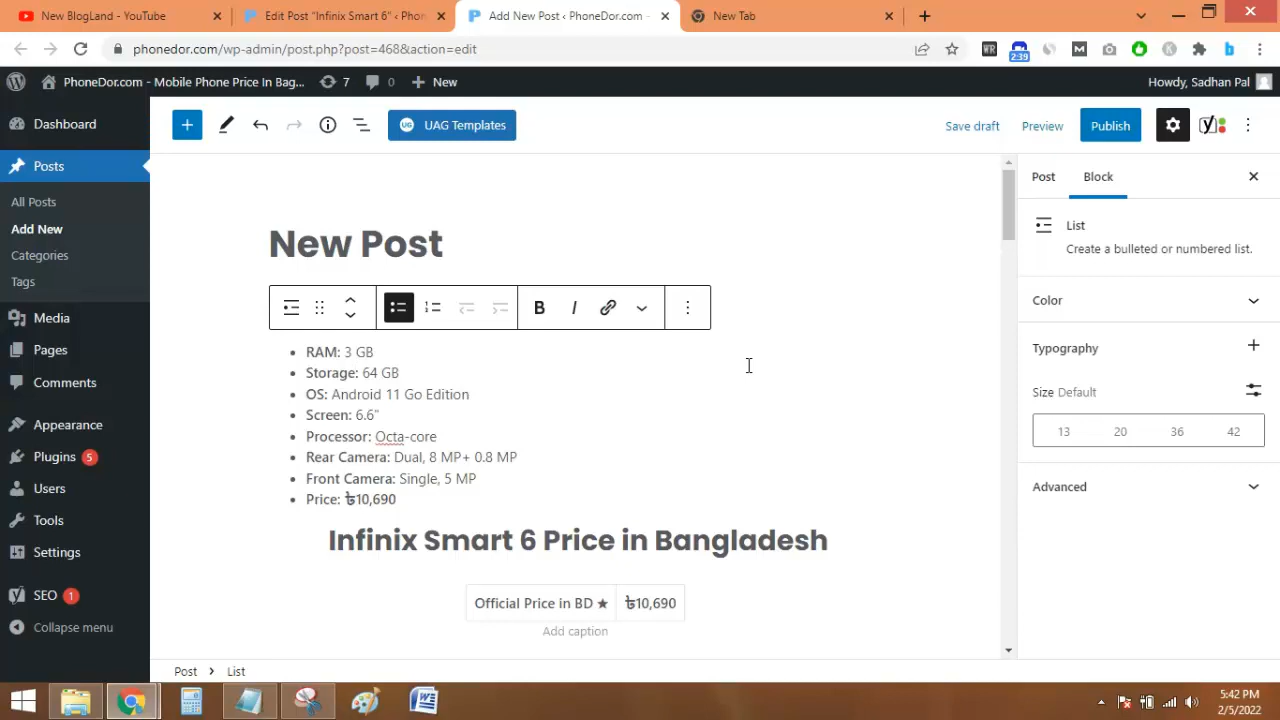 New BlogLand - YouTube
Edit Post "Infinix Smart 6" ‹ Phon
Add New Post ‹ PhoneDor.com -
New Tab
phonedor.com/wp-admin/post.php?post=468&action=edit
2:39
PhoneDor.com - Mobile Phone Price In Bag...
7
0
New
Howdy, Sadhan Pal
Dashboard
Posts
All Posts
Add New
Categories
Tags
Media
Pages
Comments
Appearance
Plugins 5
Users
Tools
Settings
SEO 1
Collapse menu
UAG Templates
Save draft
Preview
Publish
New Post
B I
RAM: 3 GB
Storage: 64 GB
OS: Android 11 Go Edition
Screen: 6.6"
Processor: Octa-core
Rear Camera: Dual, 8 MP+ 0.8 MP
Front Camera: Single, 5 MP
Price: ৳10,690
Infinix Smart 6 Price in Bangladesh
Official Price in BD ★ ৳10,690
Add caption
Post
Block
List
Create a bulleted or numbered list.
Color
Typography
Size Default
13 20 36 42
Advanced
Post > List
5:42 PM
2/5/2022